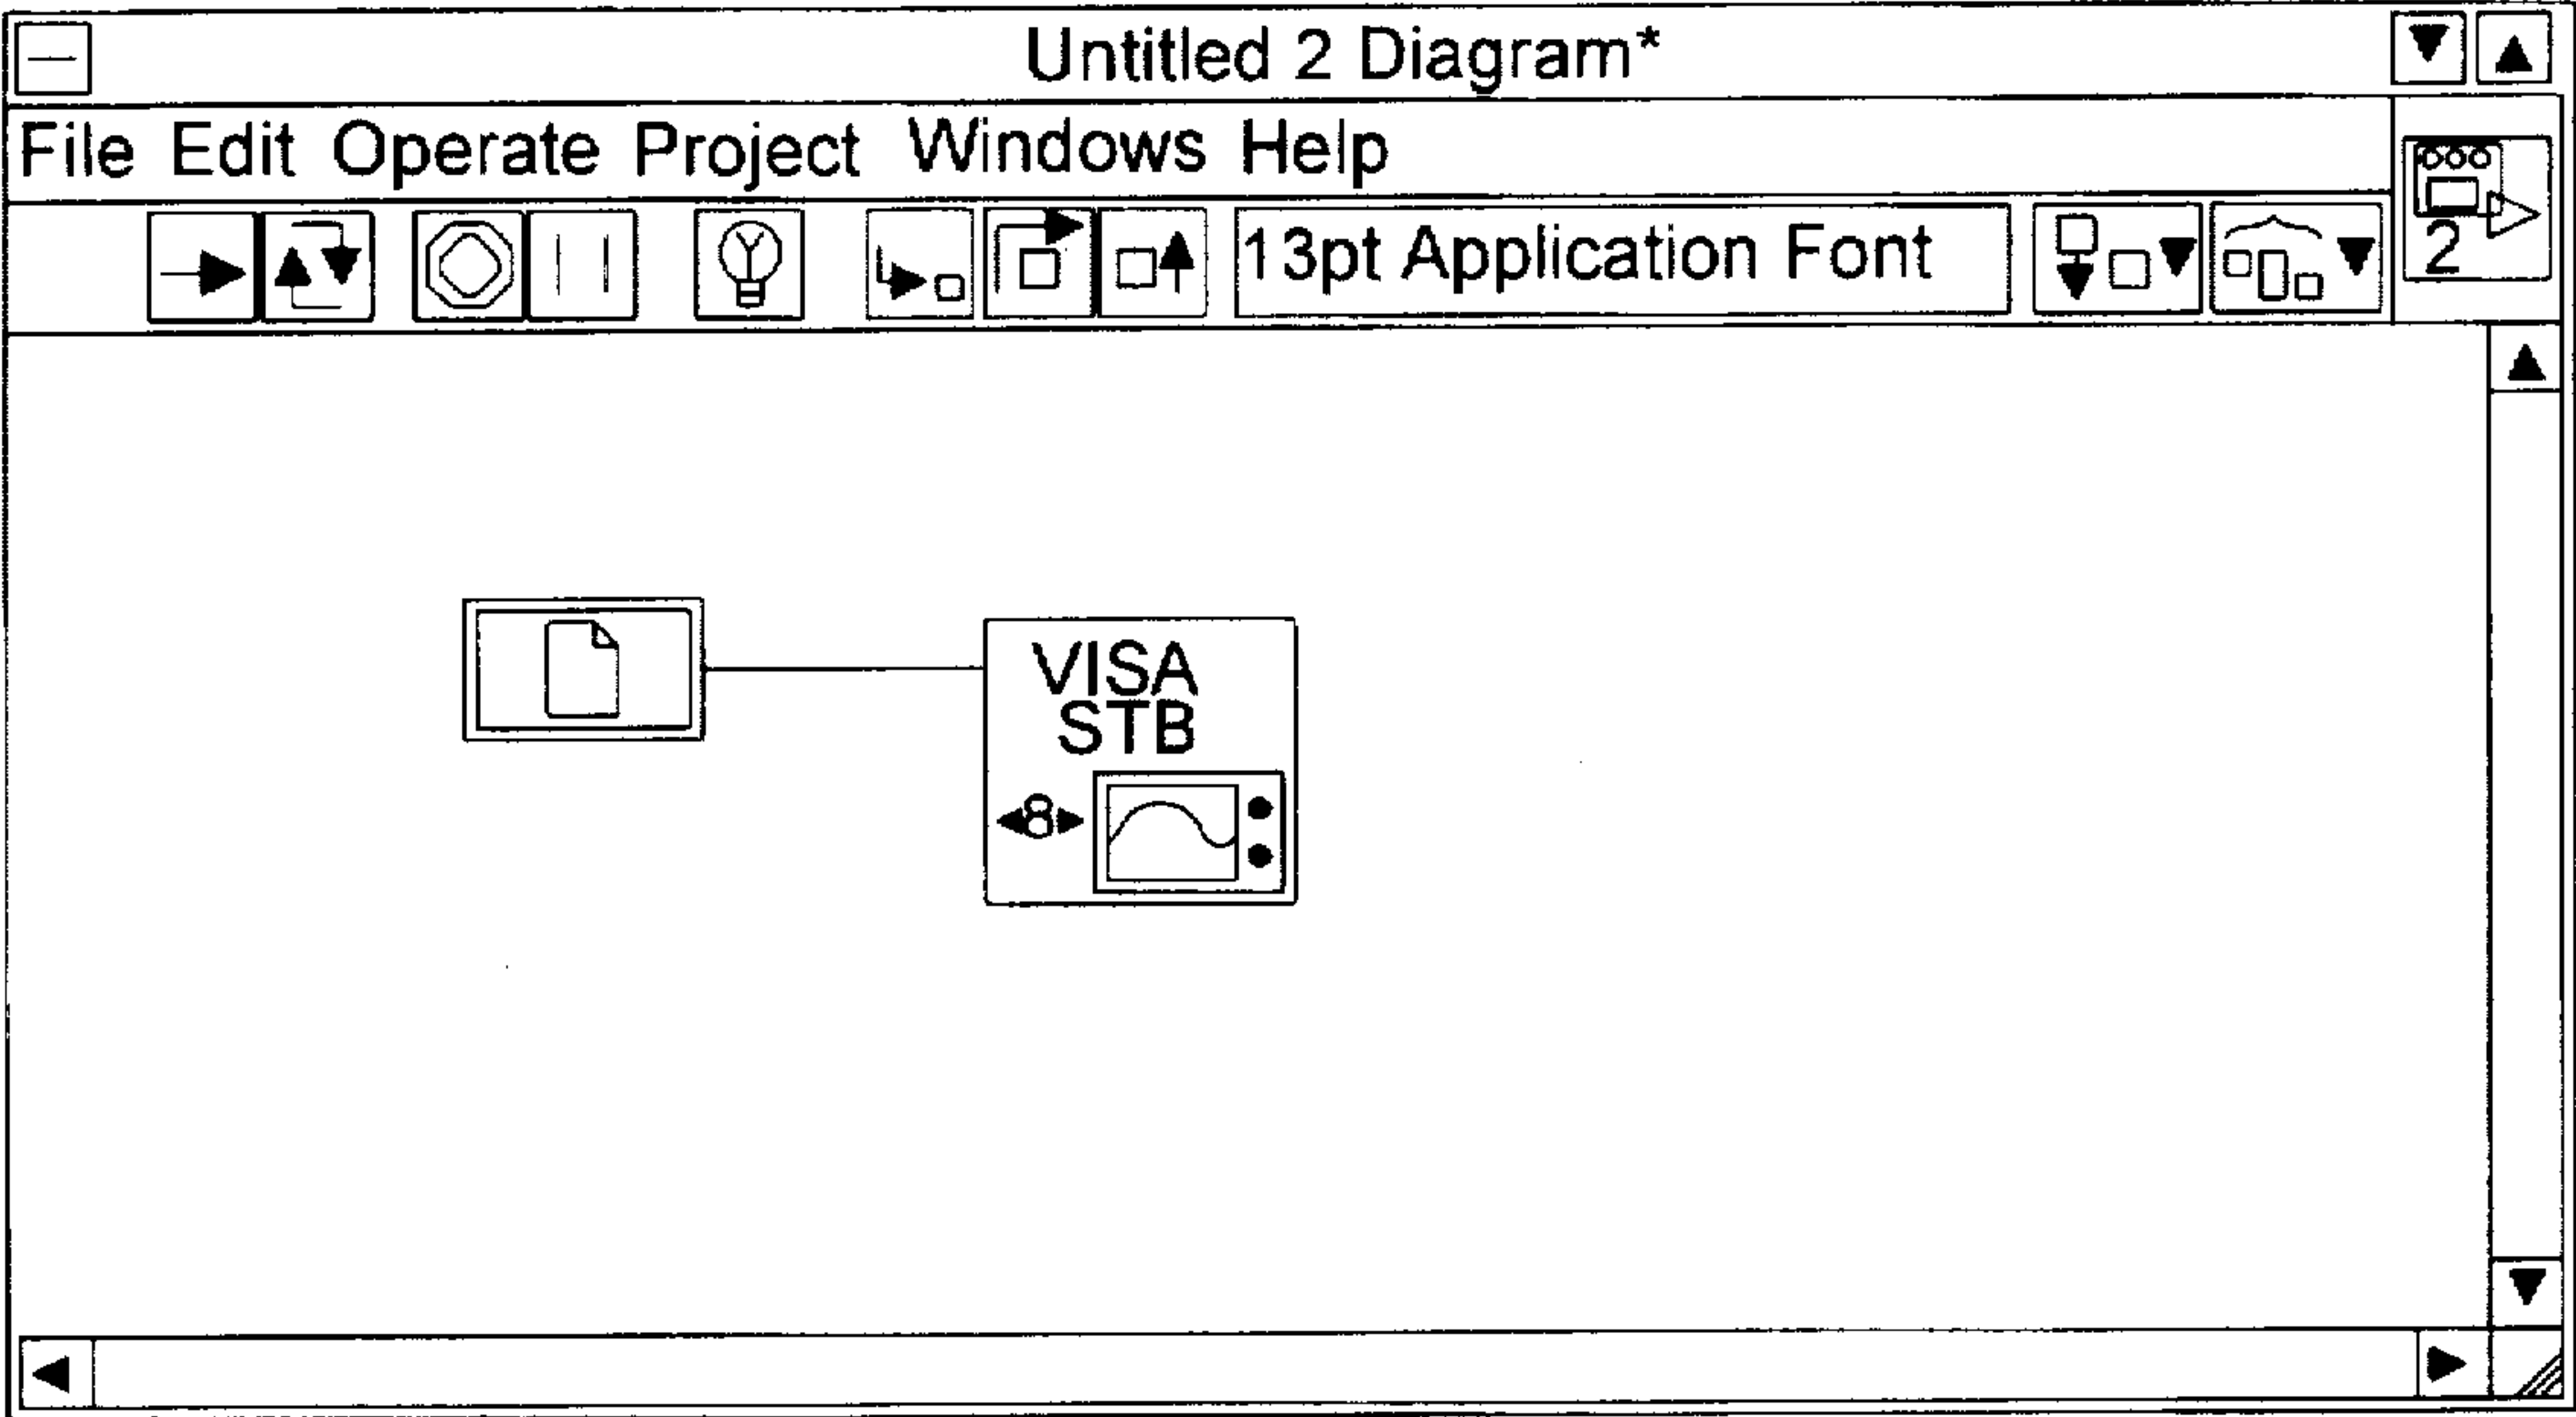 Untitled 2 Diagram*
File Edit Operate Project Windows Help
13pt Application Font
2
VISA
STB
8